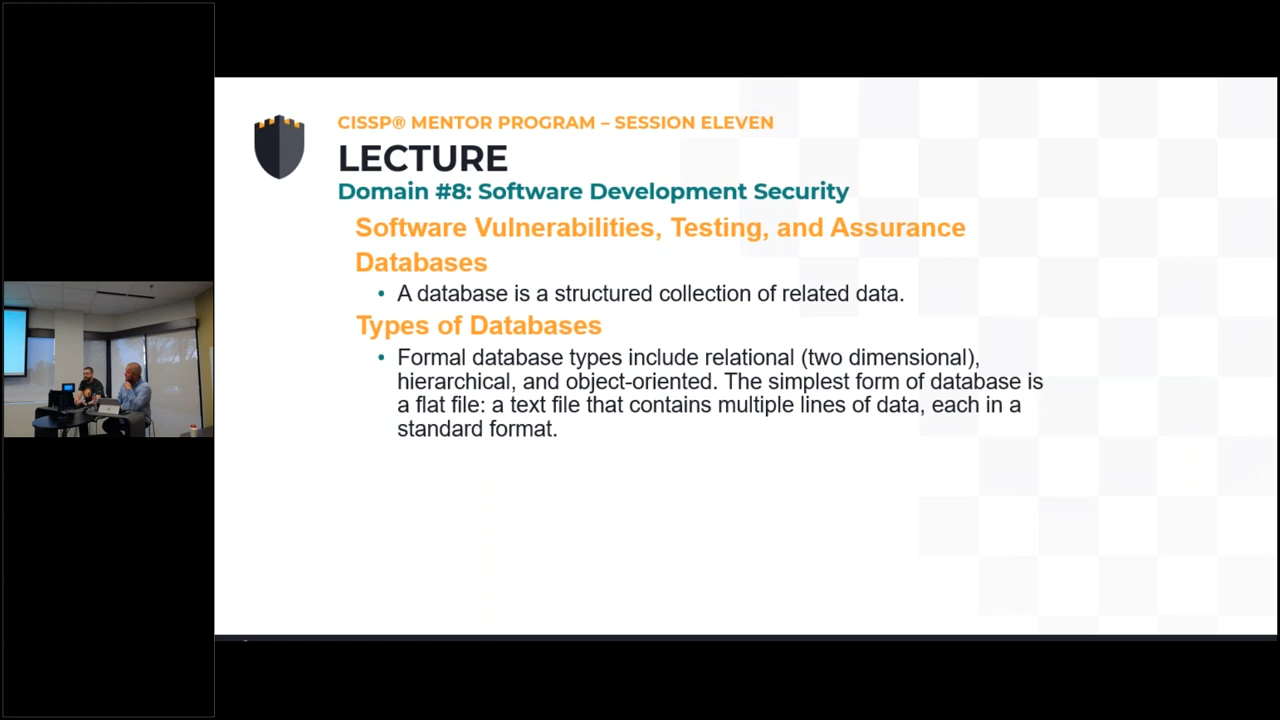 CISSP® MENTOR PROGRAM – SESSION ELEVEN
LECTURE
Domain #8: Software Development Security
Software Vulnerabilities, Testing, and Assurance
Databases
• A database is a structured collection of related data.
Types of Databases
• Formal database types include relational (two dimensional),
hierarchical, and object-oriented. The simplest form of database is
a flat file: a text file that contains multiple lines of data, each in a
standard format.